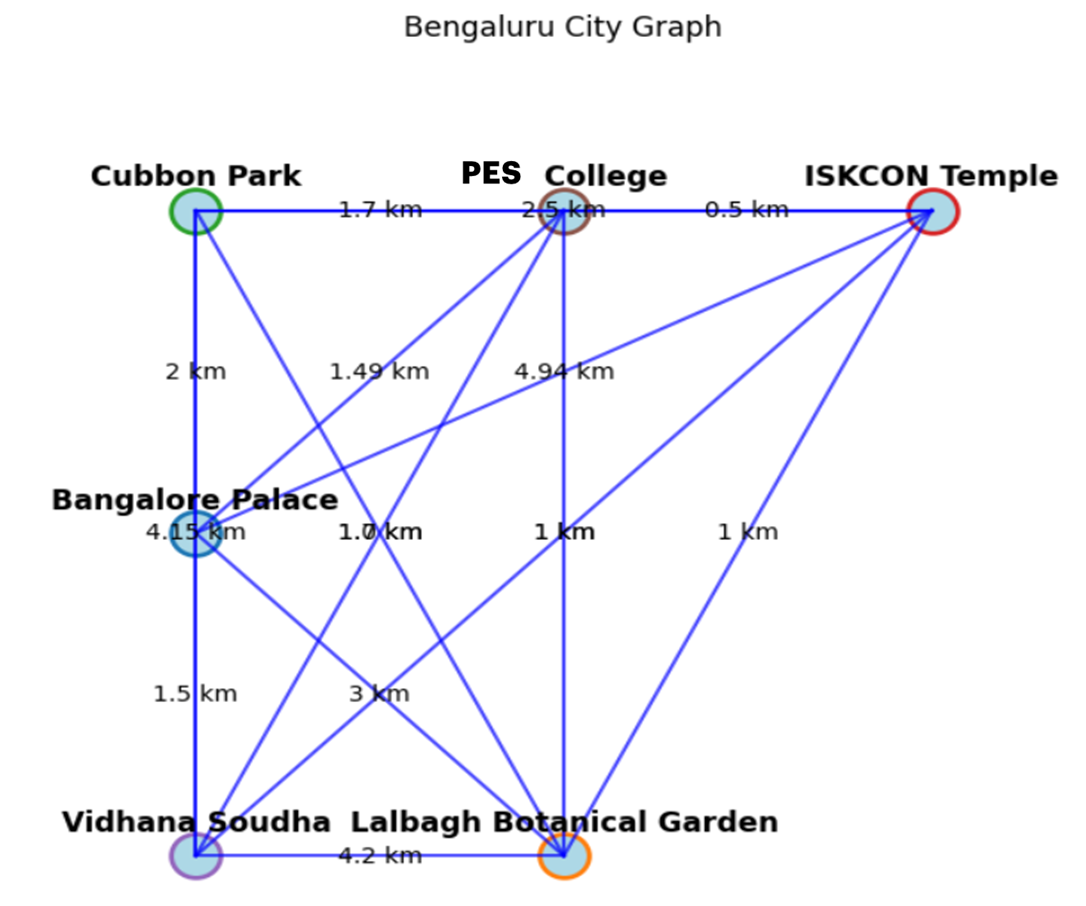 Bengaluru City Graph
Cubbon Park PES College ISKCON Temple
1.7 km 2.5 km 0.5 km
2 km 1.49 km 4.94 km
Bangalore Palace
4.15 km km 1 km 1 km
1.5 km 3 km
Vidhana Soudha Lalbagh Botanical Garden
4.2 km